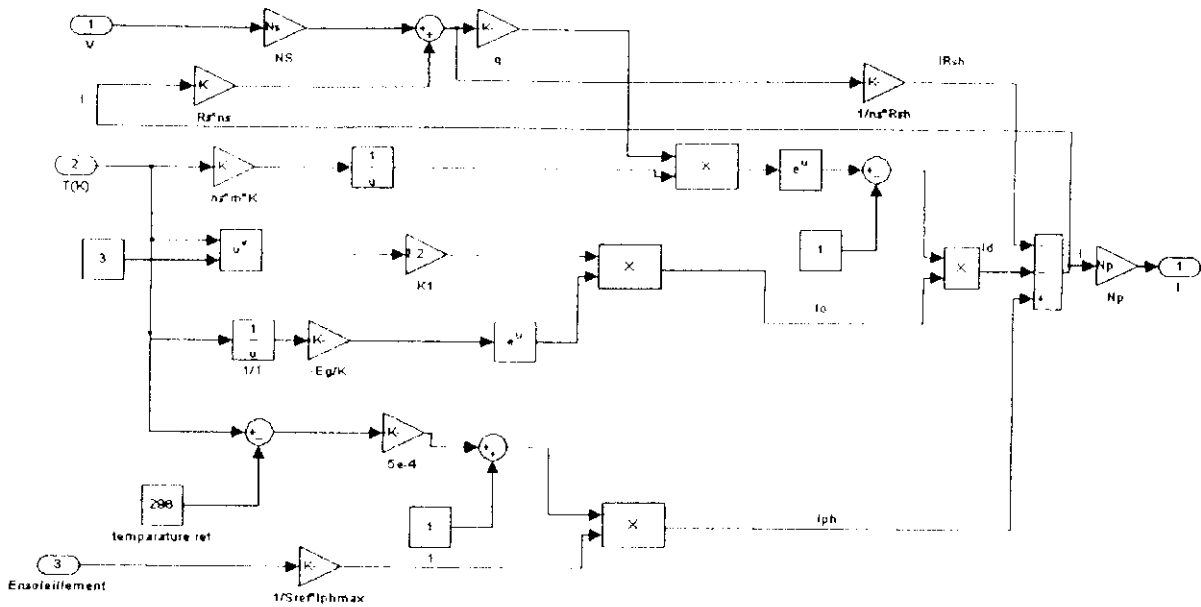 1
V
Ns
NS
K-
q
K-
Rs*ns
I
K-
1/ns*Rsh
IRsh
2
T(K)
K-
ns*m*K
1
u
×
e^u
1
3
u^v
1.2
K1
×
Io
Id
×
I
Np
Np
1
I
1
u
1/T
K-
-Eg/K
e^u
K-
5e-4
298
temparature ref
1
1
×
Iph
3
Ensoleillement
K-
1/Sref*Iphmax